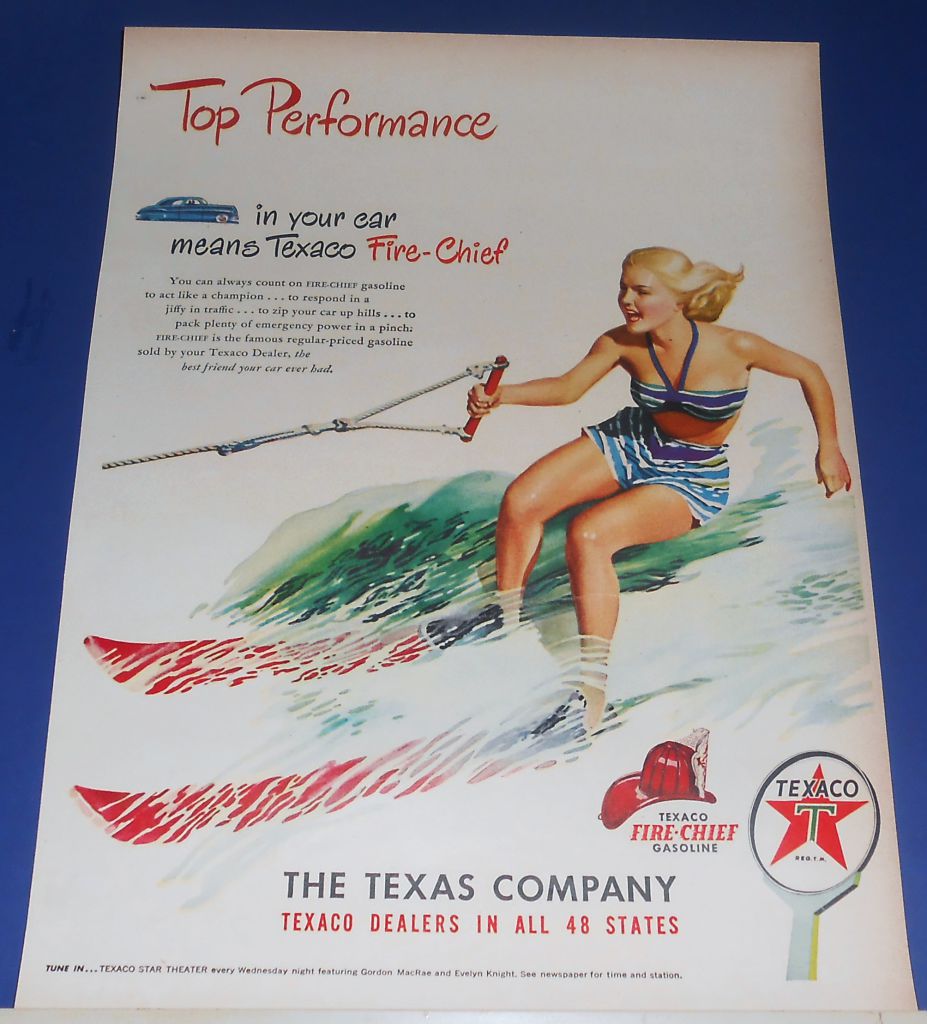 Top Performance
in your car
means Texaco Fire-Chief
You can always count on FIRE-CHIEF gasoline
to act like a champion . . . to respond in a
jiffy in traffic . . . to zip your car up hills . . . to
pack plenty of emergency power in a pinch:
FIRE-CHIEF is the famous regular-priced gasoline
sold by your Texaco Dealer, the
best friend your car ever had.
TEXACO
FIRE-CHIEF
GASOLINE
TEXACO
T
REG. T.M.
THE TEXAS COMPANY
TEXACO DEALERS IN ALL 48 STATES
TUNE IN... TEXACO STAR THEATER every Wednesday night featuring Gordon MacRae and Evelyn Knight. See newspaper for time and station.